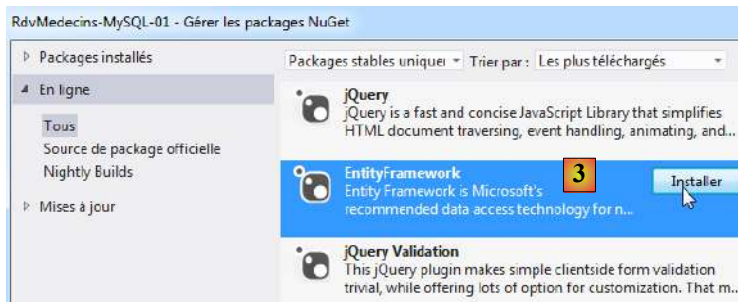 RdvMedecins-MySQL-01 - Gérer les packages NuGet
Packages installés
En ligne
Tous
Source de package officielle
Nightly Builds
Mises à jour
Packages stables unique Trier par : Les plus téléchargés
jQuery
jQuery is a fast and concise JavaScript Library that simplifies
HTML document traversing, event handling, animating, and...
EntityFramework
3
Installer
Entity Framework is Microsoft's
recommended data access technology for n...
jQuery Validation
This jQuery plugin makes simple clientside form validation
trivial, while offering lots of option for customization. That m..